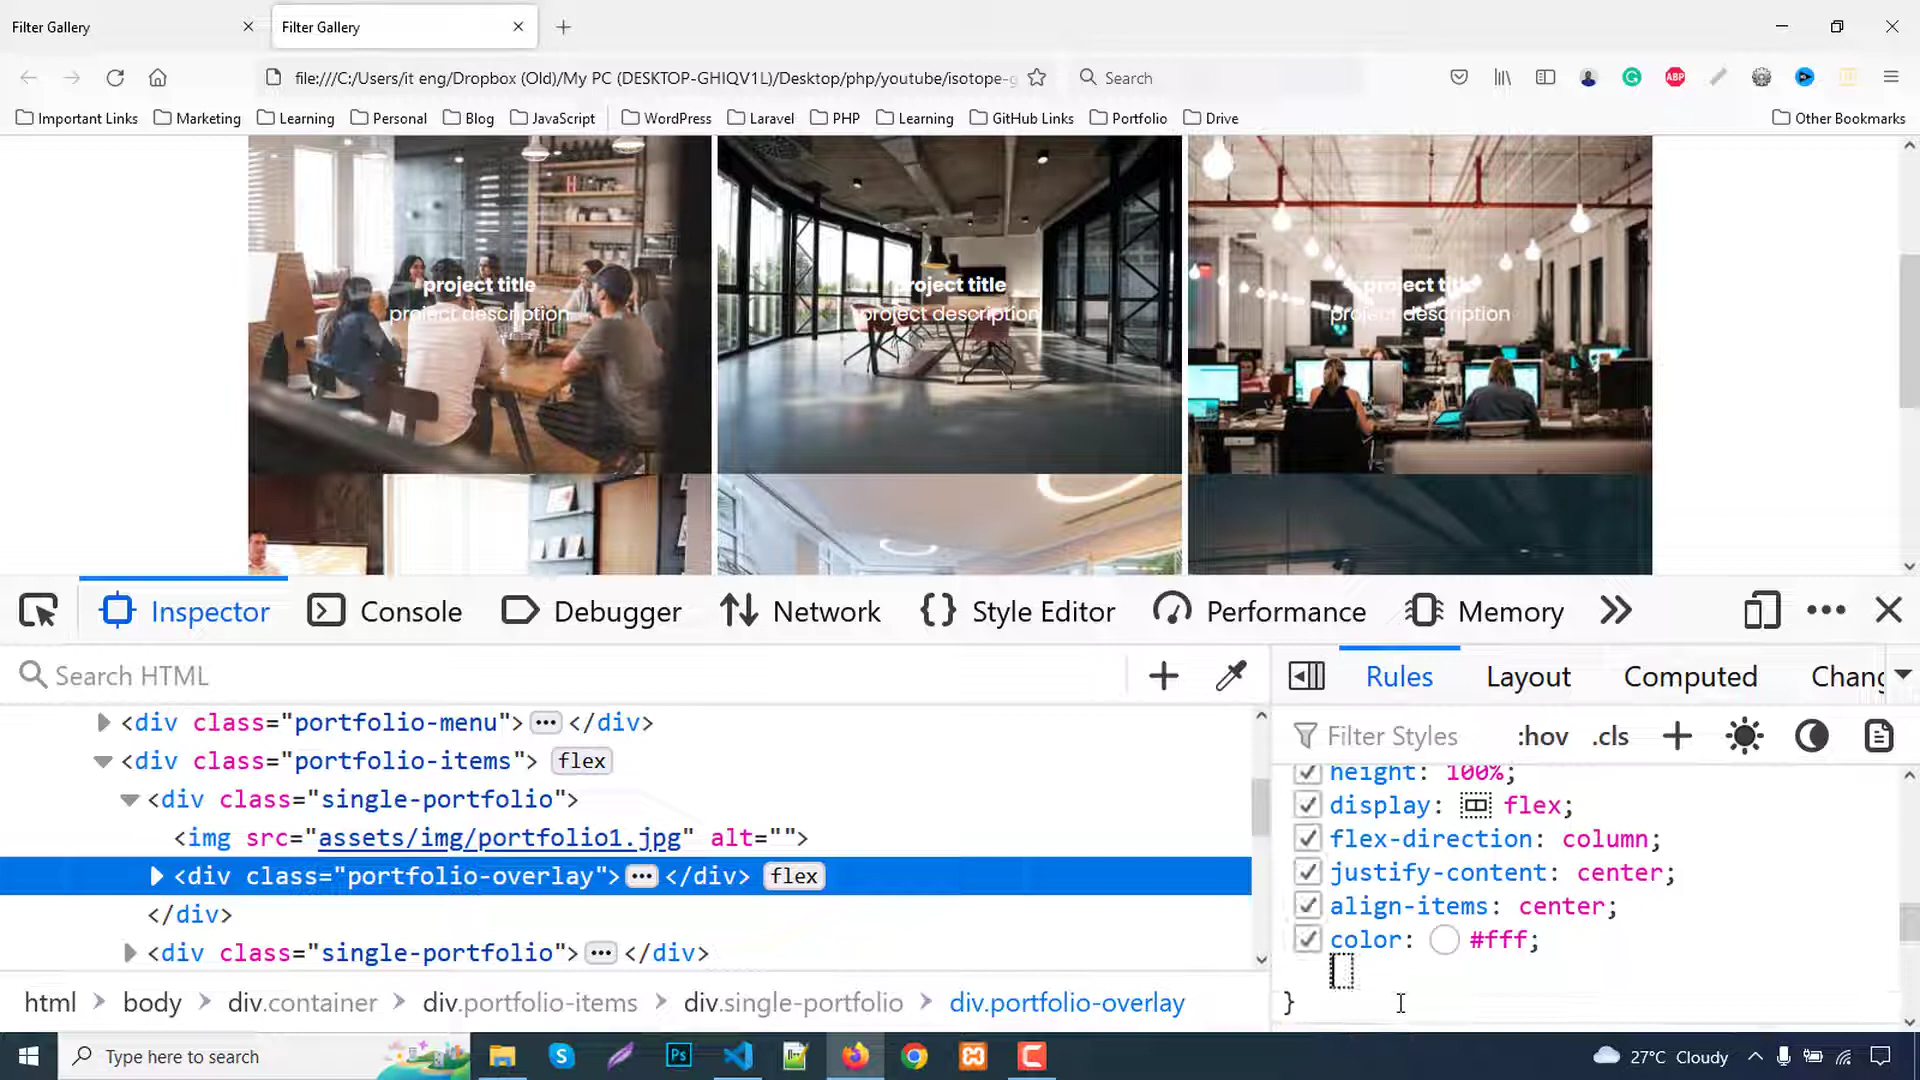 Filter Gallery
Filter Gallery
file:///C:/Users/it eng/Dropbox (Old)/My PC (DESKTOP-GHIQV1L)/Desktop/php/youtube/isotope-g
Search
Important Links
Marketing
Learning
Personal
Blog
JavaScript
WordPress
Laravel
PHP
Learning
GitHub Links
Portfolio
Drive
Other Bookmarks
ABP
project title
project description
project title
project description
project title
project description
Inspector
Console
Debugger
Network
Style Editor
Performance
Memory
Search HTML
<div class="portfolio-menu"> </div>
<div class="portfolio-items"> flex
<div class="single-portfolio">
<img src="assets/img/portfolio1.jpg" alt="">
<div class="portfolio-overlay"> </div> flex
</div>
<div class="single-portfolio"> </div>
html
body
div.container
div.portfolio-items
div.single-portfolio
div.portfolio-overlay
Rules
Layout
Computed
Chang
Filter Styles
:hov
.cls
height: 100%;
display: flex;
flex-direction: column;
justify-content: center;
align-items: center;
color: #fff;
}
Type here to search
Ps
27°C Cloudy